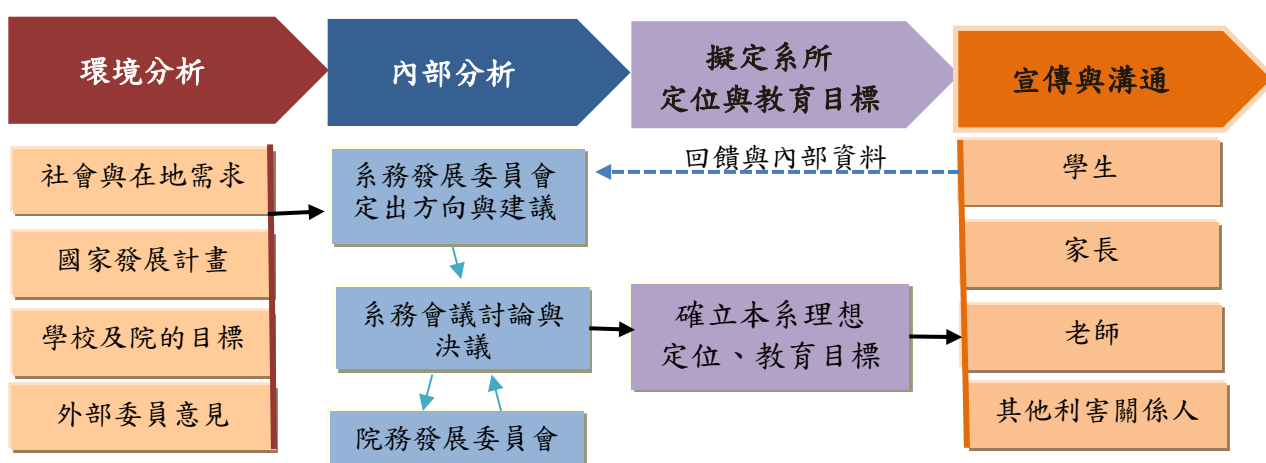 環境分析
內部分析
擬定系所
定位與教育目標
宣傳與溝通
社會與在地需求
國家發展計畫
學校及院的目標
外部委員意見
系務發展委員會
定出方向與建議
系務會議討論與
決議
院務發展委員會
回饋與內部資料
確立本系理想
定位、教育目標
學生
家長
老師
其他利害關係人